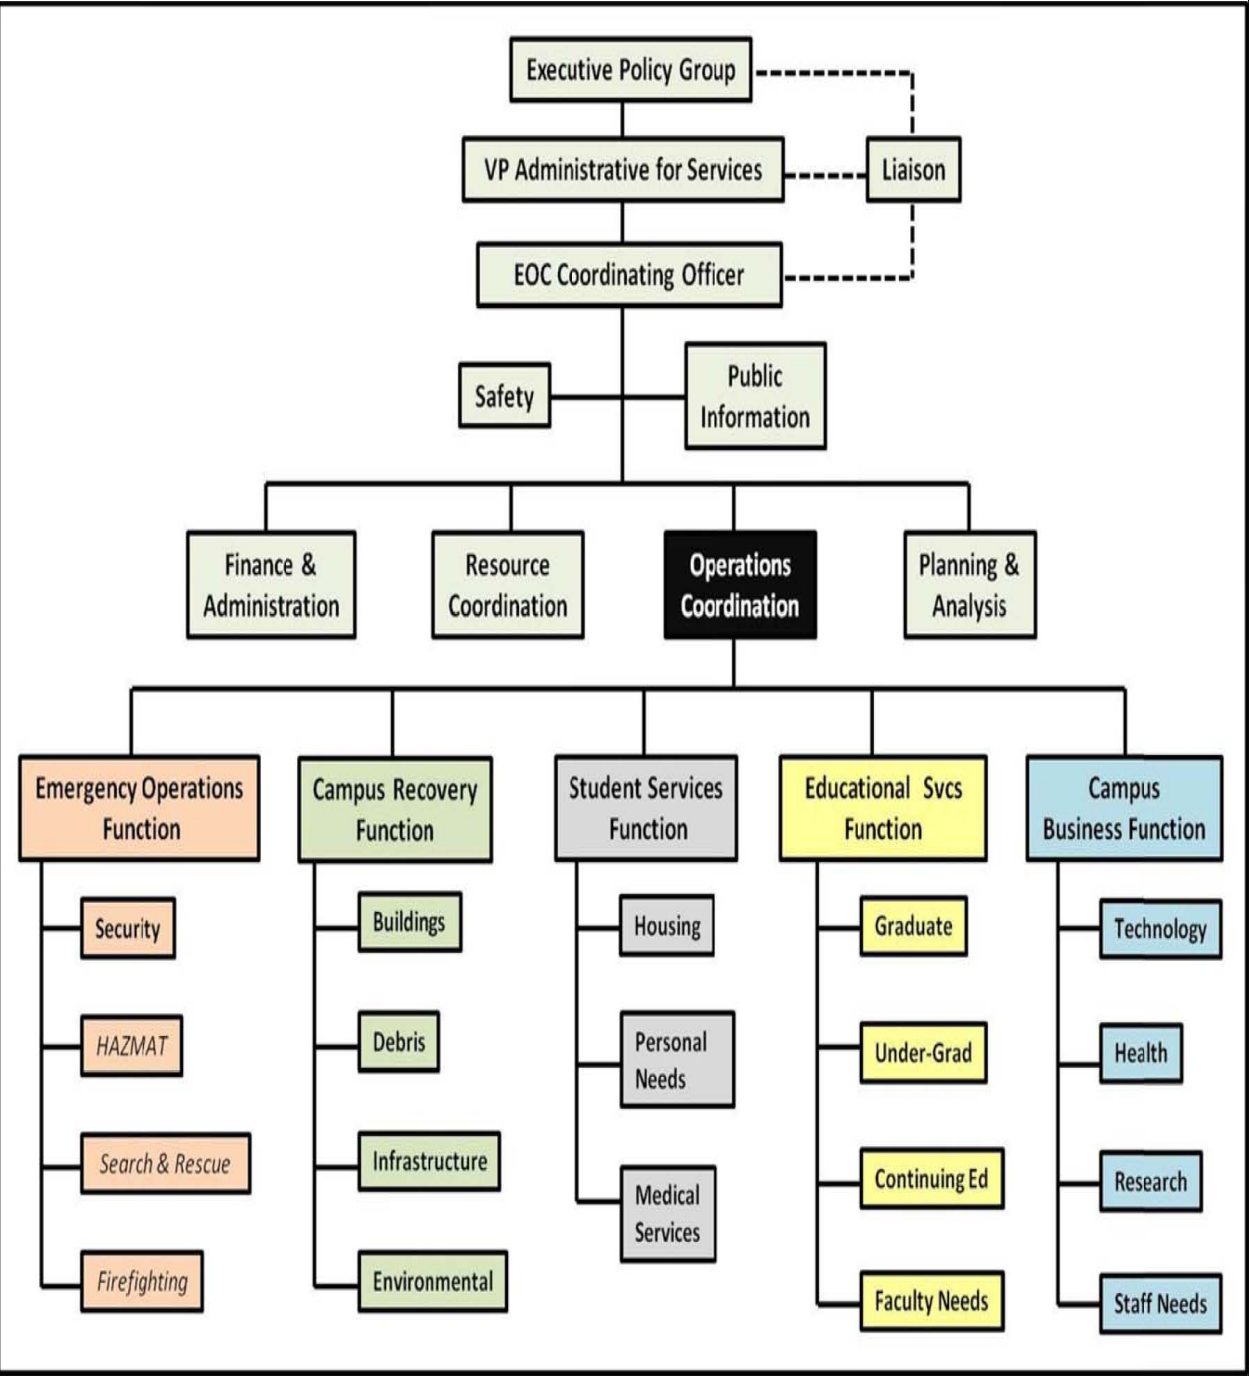 Executive Policy Group
VP Administrative for Services
Liaison
EOC Coordinating Officer
Safety
Public
Information
Finance &
Administration
Resource
Coordination
Operations
Coordination
Planning &
Analysis
Emergency Operations
Function
Security
HAZMAT
Search & Rescue
Firefighting
Campus Recovery
Function
Buildings
Debris
Infrastructure
Environmental
Student Services
Function
Housing
Personal
Needs
Medical
Services
Educational Svcs
Function
Graduate
Under-Grad
Continuing Ed
Faculty Needs
Campus
Business Function
Technology
Health
Research
Staff Needs